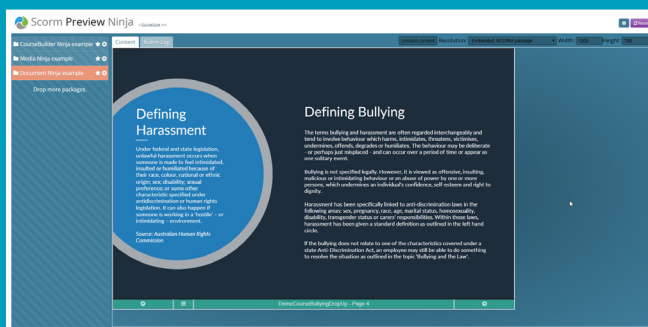 Scorm Preview Ninja
CourseBuilder Ninja example
Media Ninja example
Document Ninja example
Drop more packages.
Content Scorm Log
Resolution: Extended SCORM package Width: Height:
Defining
Harassment
Under federal and state legislation,
unlawful harassment occurs when
someone is made to feel intimidated,
insulted or humiliated because of
their race, colour, national or ethnic
origin; sex; disability; sexual
preference; or some other
characteristic specified under
antidiscrimination or human rights
legislation. It can also happen if
someone is working in a 'hostile' – or
intimidating – environment.
Source: Australian Human Rights
Commission
Defining Bullying
The terms bullying and harassment are often regarded interchangeably and
tend to involve behaviour which harms, intimidates, threatens, victimises,
undermines, offends, degrades or humiliates. The behaviour may be deliberate
– or perhaps just misplaced - and can occur over a period of time or appear as
one solitary event.
Bullying is not specified legally. However, it is viewed as offensive, insulting,
malicious or intimidating behaviour or an abuse of power by one or more
persons, which undermines an individual's confidence, self-esteem and right to
dignity.
Harassment has been specifically linked to anti-discrimination laws in the
following areas: sex, pregnancy, race, age, marital status, homosexuality,
disability, transgender status or carers' responsibilities. Within those laws,
harassment has been given a standard definition as outlined in the left hand
circle.
If the bullying does not relate to one of the characteristics covered under a
state Anti-Discrimination Act, an employee may still be able to do something
to resolve the situation as outlined in the topic 'Bullying and the Law'.
DemoCourseBullyingDropUp - Page 4